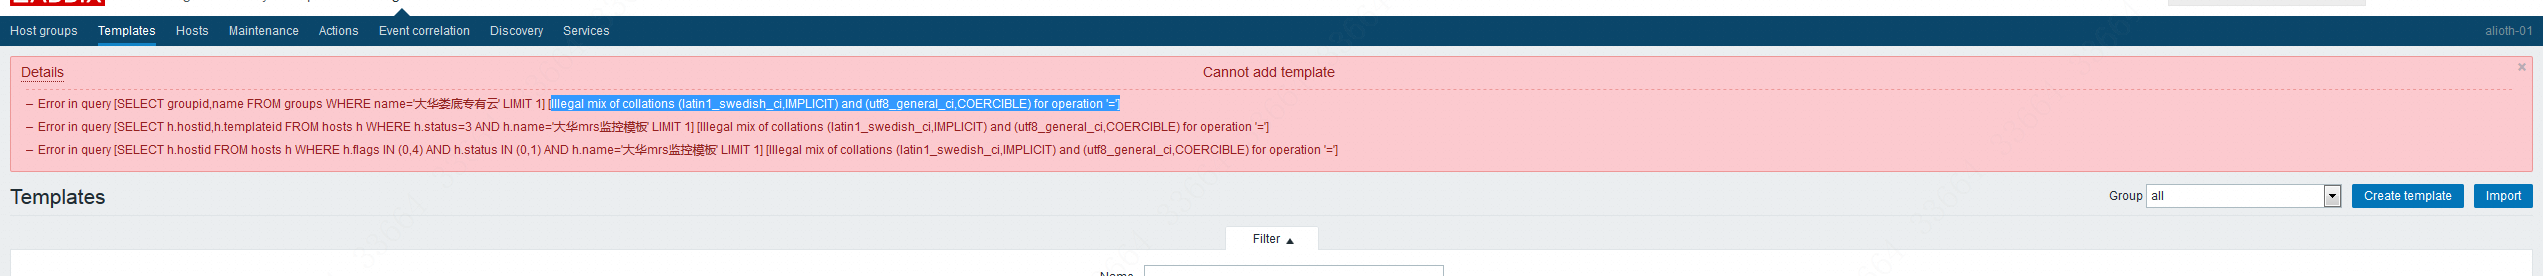 Host groups Templates Hosts Maintenance Actions Event correlation Discovery Services alioth-01
Details Cannot add template ×
– Error in query [SELECT groupid,name FROM groups WHERE name='大华娄底专有云' LIMIT 1] [Illegal mix of collations (latin1_swedish_ci,IMPLICIT) and (utf8_general_ci,COERCIBLE) for operation '=']
– Error in query [SELECT h.hostid,h.templateid FROM hosts h WHERE h.status=3 AND h.name='大华mrs监控模板' LIMIT 1] [Illegal mix of collations (latin1_swedish_ci,IMPLICIT) and (utf8_general_ci,COERCIBLE) for operation '=']
– Error in query [SELECT h.hostid FROM hosts h WHERE h.flags IN (0,4) AND h.status IN (0,1) AND h.name='大华mrs监控模板' LIMIT 1] [Illegal mix of collations (latin1_swedish_ci,IMPLICIT) and (utf8_general_ci,COERCIBLE) for operation '=']
Templates Group all Create template Import
Filter ▲
Name